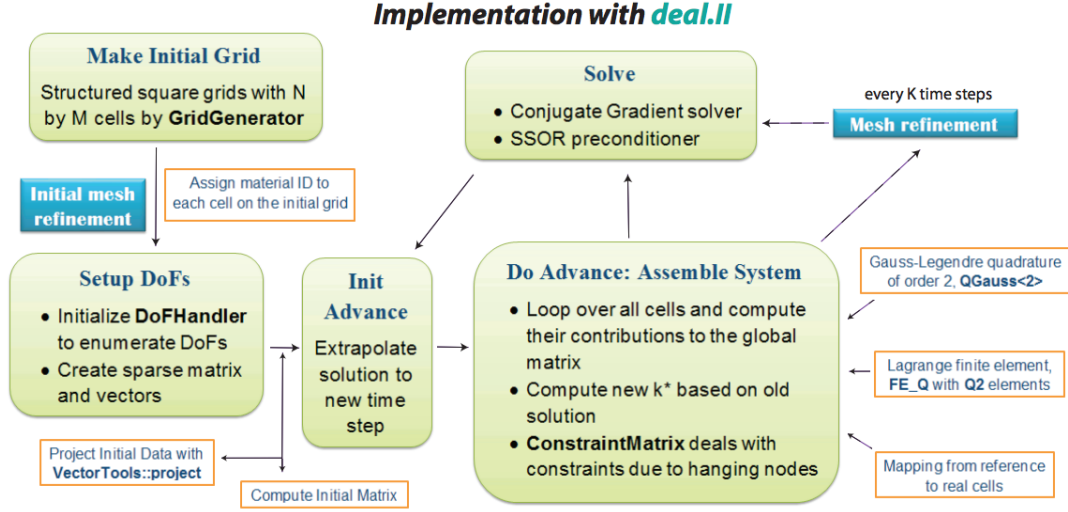 Implementation with deal.II
Make Initial Grid
Structured square grids with N
by M cells by GridGenerator
Solve
• Conjugate Gradient solver
• SSOR preconditioner
every K time steps
Mesh refinement
Initial mesh
refinement
Assign material ID to
each cell on the initial grid
Setup DoFs
• Initialize DoFHandler
to enumerate DoFs
• Create sparse matrix
and vectors
Init
Advance
Extrapolate
solution to
new time
step
Do Advance: Assemble System
• Loop over all cells and compute
their contributions to the global
matrix
• Compute new k* based on old
solution
• ConstraintMatrix deals with
constraints due to hanging nodes
Gauss-Legendre quadrature
of order 2, QGauss<2>
Lagrange finite element,
FE_Q with Q2 elements
Mapping from reference
to real cells
Project Initial Data with
VectorTools::project
Compute Initial Matrix